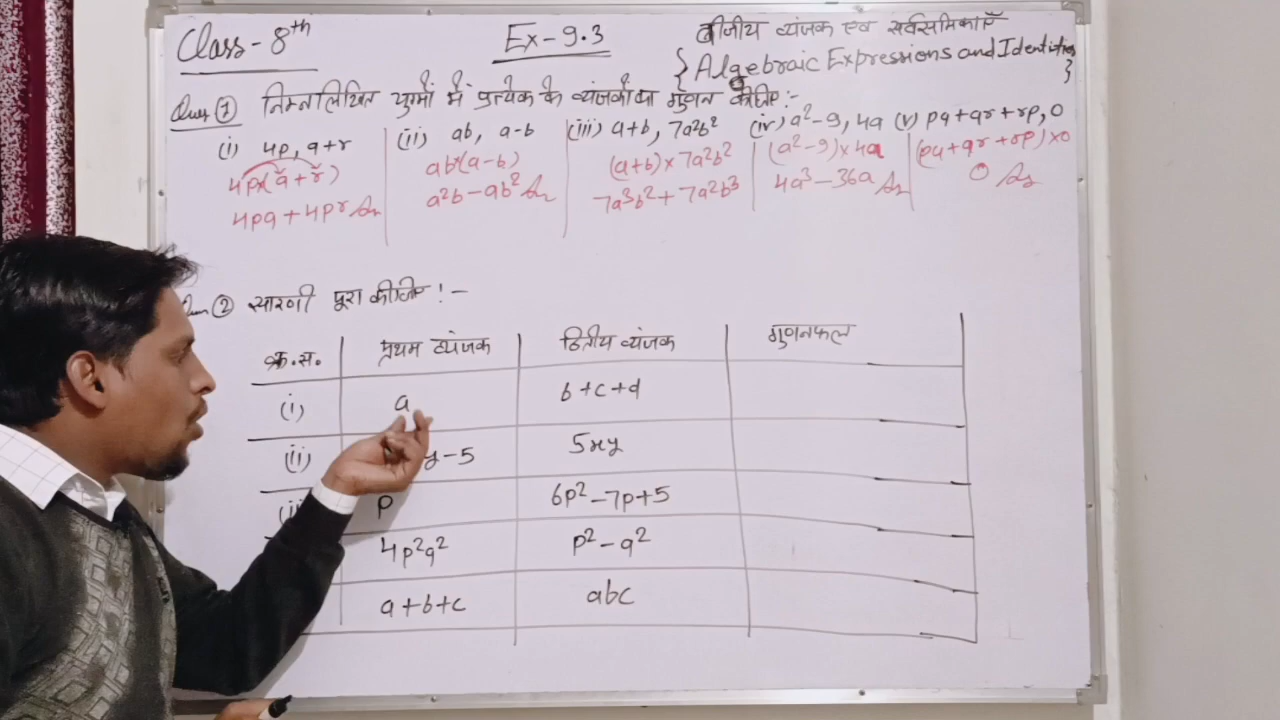 Class - 8th
Ex - 9.3
बीजीय व्यंजक एवं सर्वसमिकाएँ
{ Algebraic Expressions and Identities }
Ques ① निम्नलिखित युग्मों में प्रत्येक के व्यंजकों का गुणन कीजिए :-
(i) 4p, q+r (ii) ab, a-b (iii) a+b, 7a²b² (iv) a²-9, 4a (v) pq+qr+rp, 0
4p×(q+r) ab×(a-b) (a+b)×7a²b² (a²-9)×4a (pq+qr+rp)×0
4pq+4pr Ans a²b-ab² Ans 7a³b²+7a²b³ 4a³-36a Ans 0 Ans
Ques ② सारणी पूरा कीजिए :-
क्र.स. प्रथम व्यंजक द्वितीय व्यंजक गुणनफल
(i) a b+c+d
(ii) y-5 5xy
p 6p²-7p+5
4p²q² p²-q²
a+b+c abc